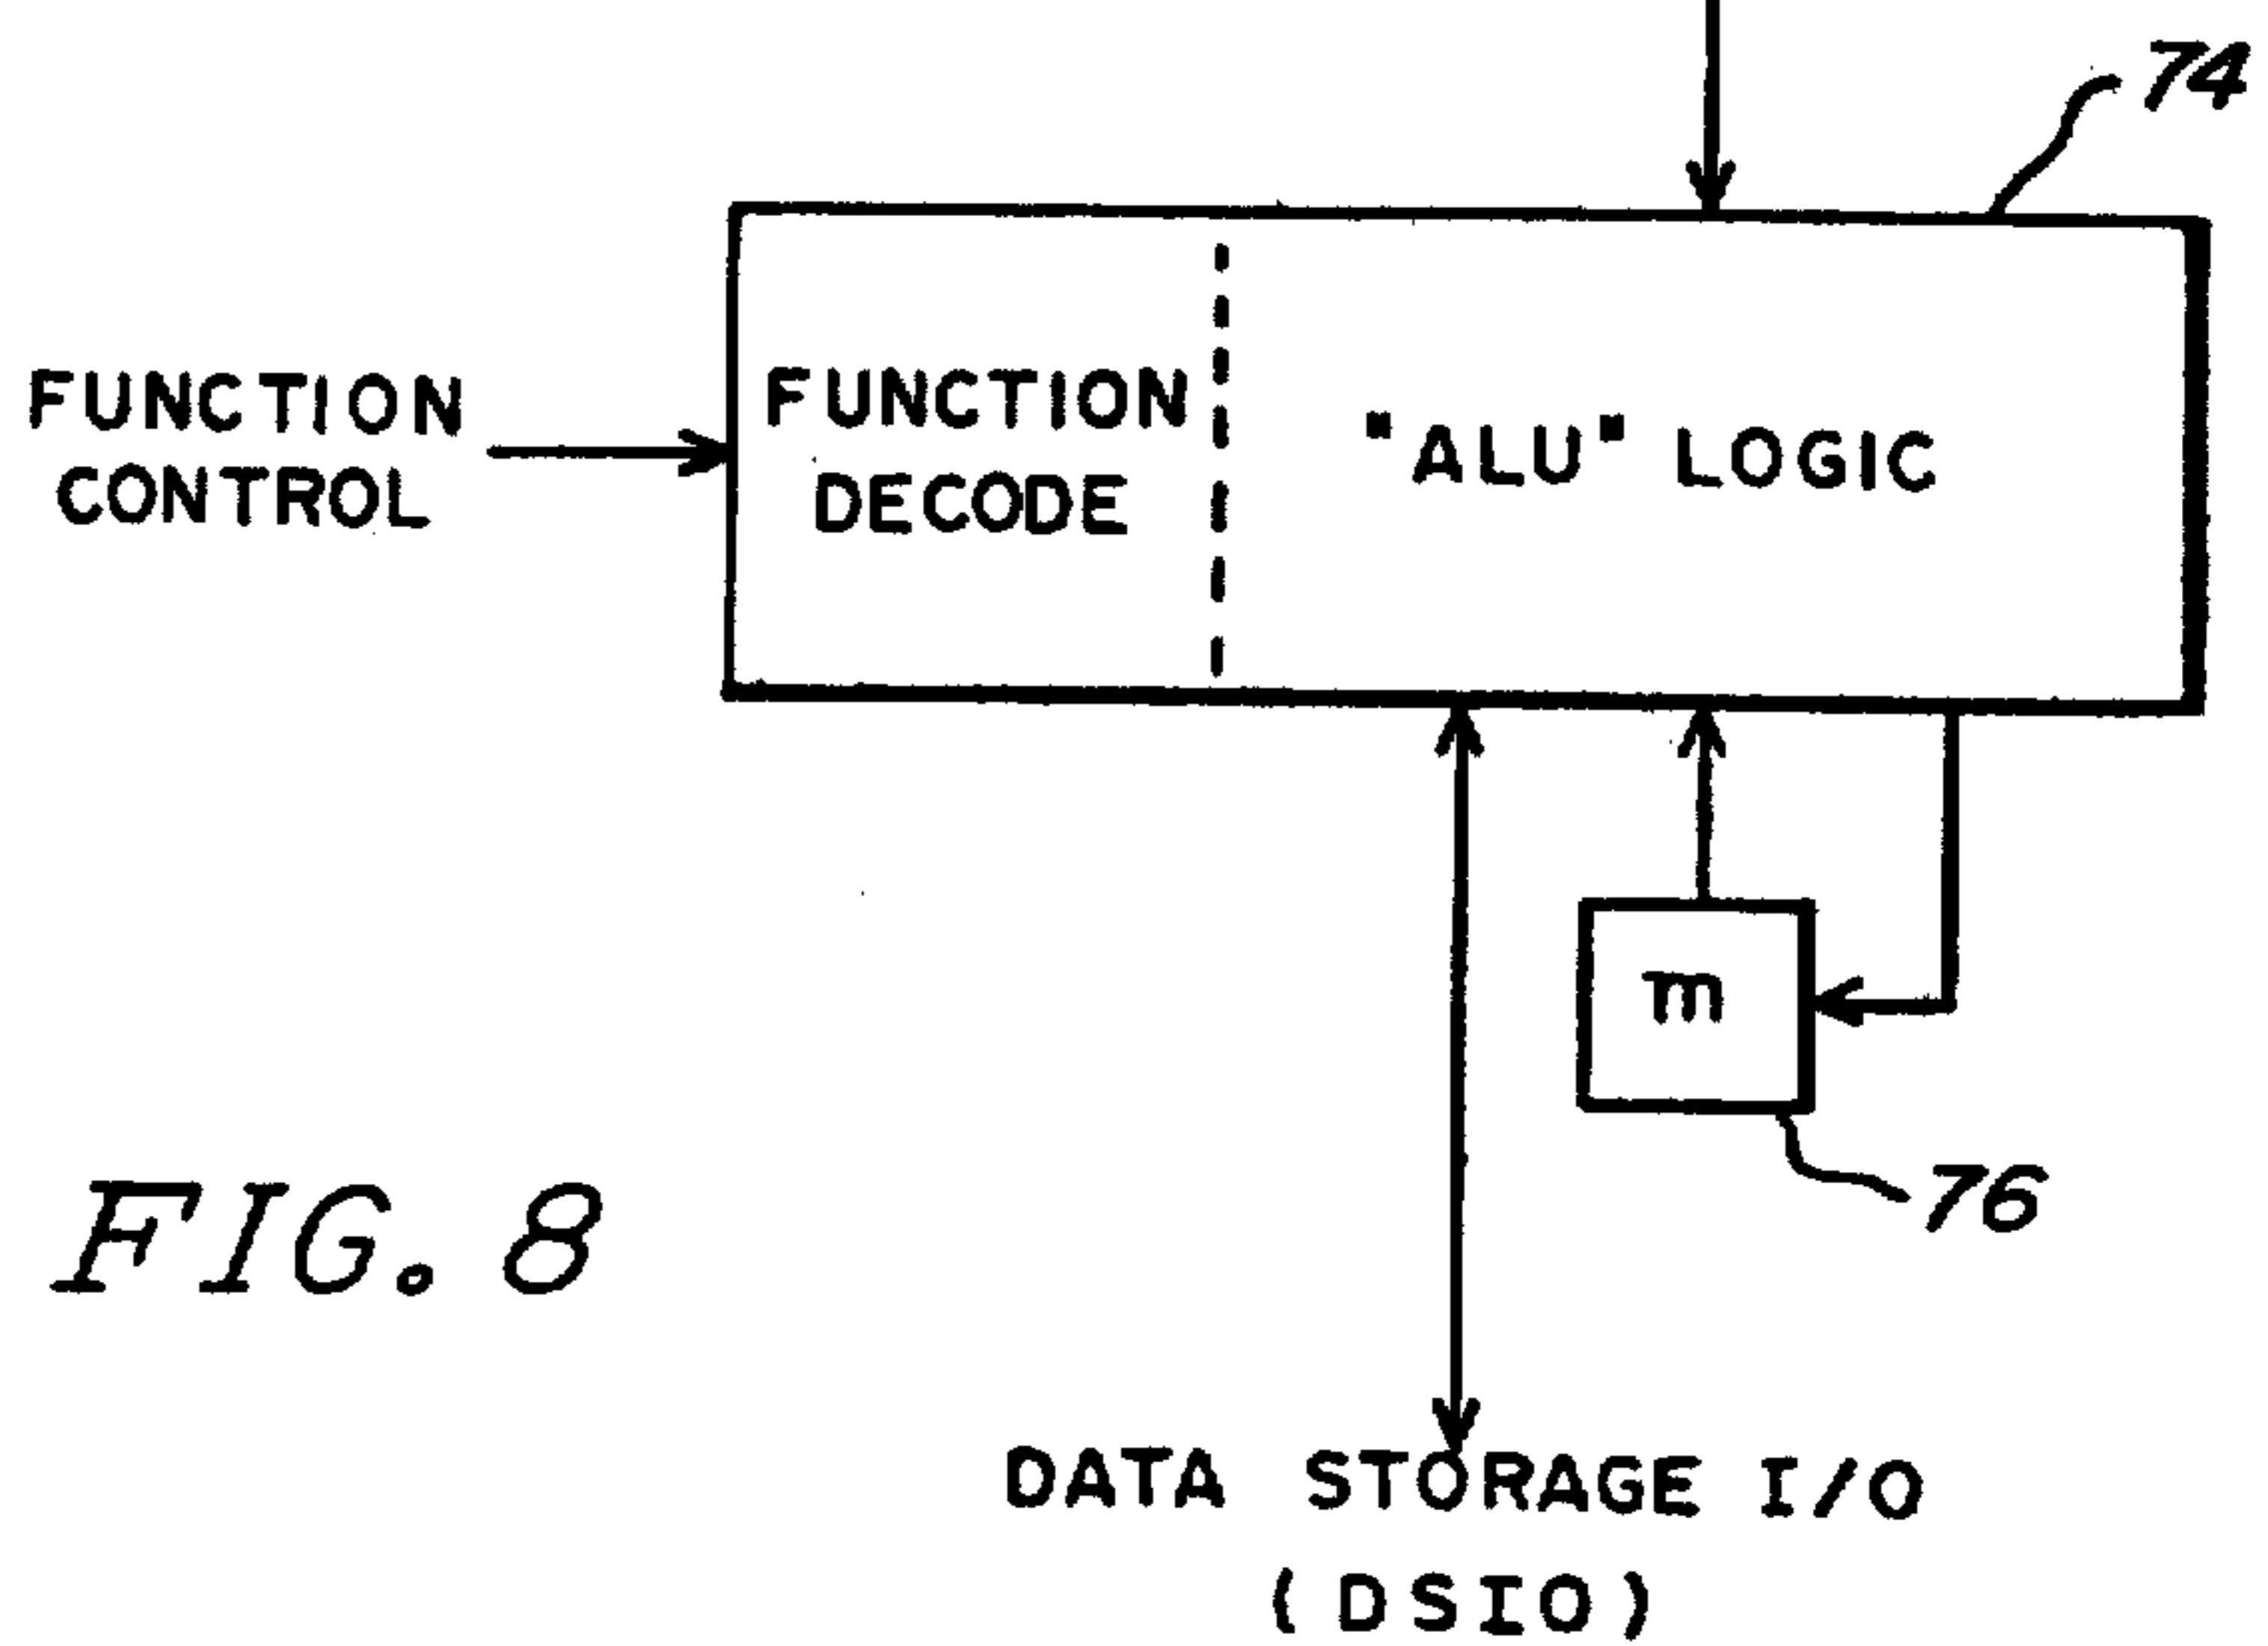 74
FUNCTION
CONTROL
FUNCTION
DECODE
"ALU" LOGIC
m
76
FIG. 8
DATA STORAGE I/O
(DSIO)